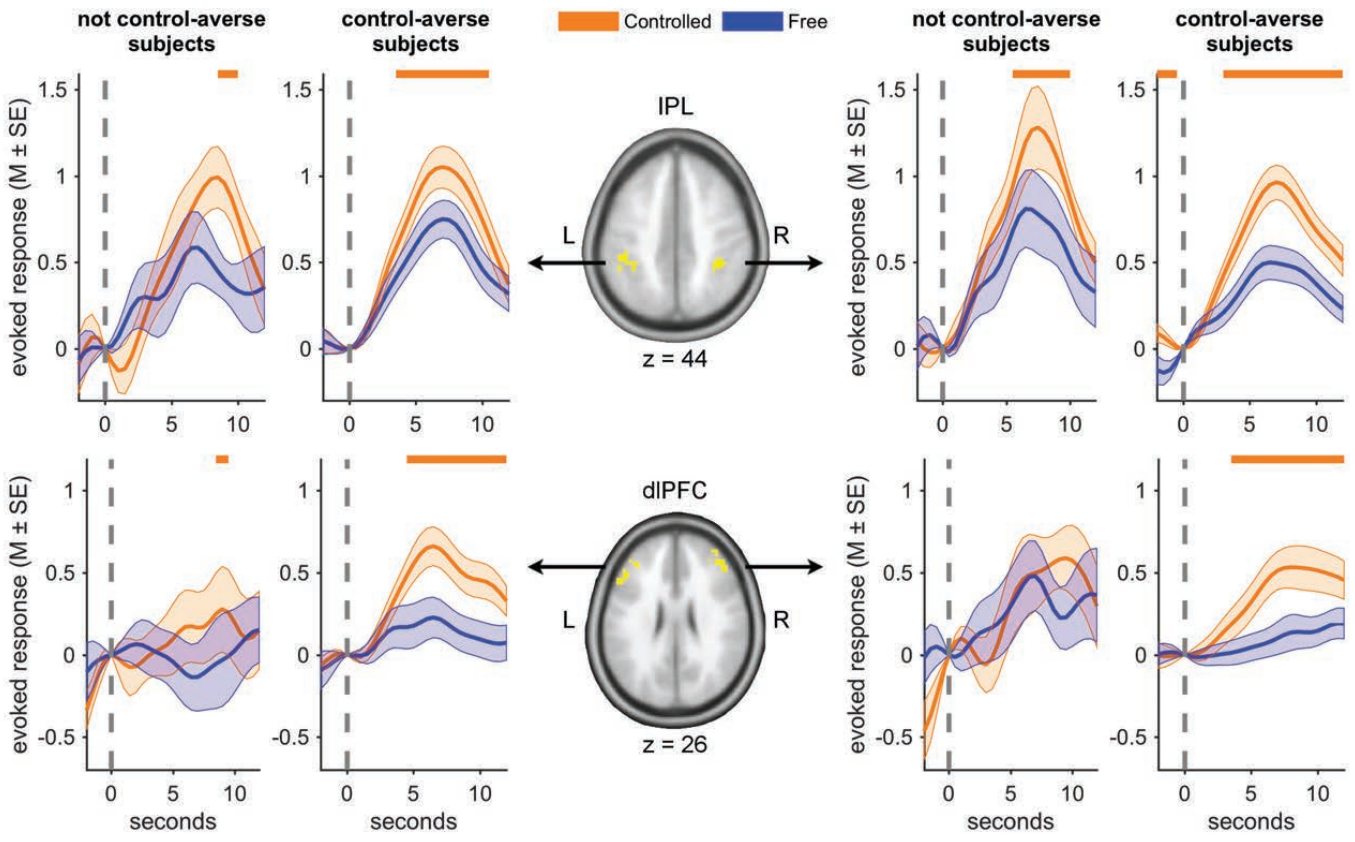 not control-averse
subjects
control-averse
subjects
Controlled
Free
not control-averse
subjects
control-averse
subjects
evoked response (M ± SE)
1.5
1
0.5
0
0
5
10
1.5
1
0.5
0
0
5
10
IPL
L
R
z = 44
evoked response (M ± SE)
1.5
1
0.5
0
0
5
10
1.5
1
0.5
0
0
5
10
evoked response (M ± SE)
1
0.5
0
-0.5
0
5
10
seconds
1
0.5
0
-0.5
0
5
10
seconds
dlPFC
L
R
z = 26
evoked response (M ± SE)
1
0.5
0
-0.5
0
5
10
seconds
1
0.5
0
-0.5
0
5
10
seconds